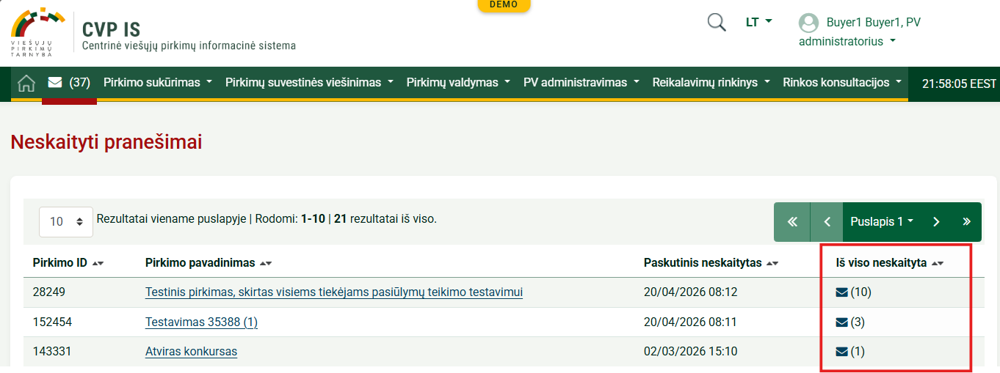 DEMO
VIEŠŲJŲ
PIRKIMŲ
TARNYBA
CVP IS
Centrinė viešųjų pirkimų informacinė sistema
LT
Buyer1 Buyer1, PV
administratorius
(37) Pirkimo sukūrimas Pirkimų suvestinės viešinimas Pirkimų valdymas PV administravimas Reikalavimų rinkinys Rinkos konsultacijos 21:58:05 EEST
Neskaityti pranešimai
10 Rezultatai viename puslapyje | Rodomi: 1-10 | 21 rezultatai iš viso. « ‹ Puslapis 1 › »
Pirkimo ID Pirkimo pavadinimas Paskutinis neskaitytas Iš viso neskaityta
28249 Testinis pirkimas, skirtas visiems tiekėjams pasiūlymų teikimo testavimui 20/04/2026 08:12 (10)
152454 Testavimas 35388 (1) 20/04/2026 08:11 (3)
143331 Atviras konkursas 02/03/2026 15:10 (1)